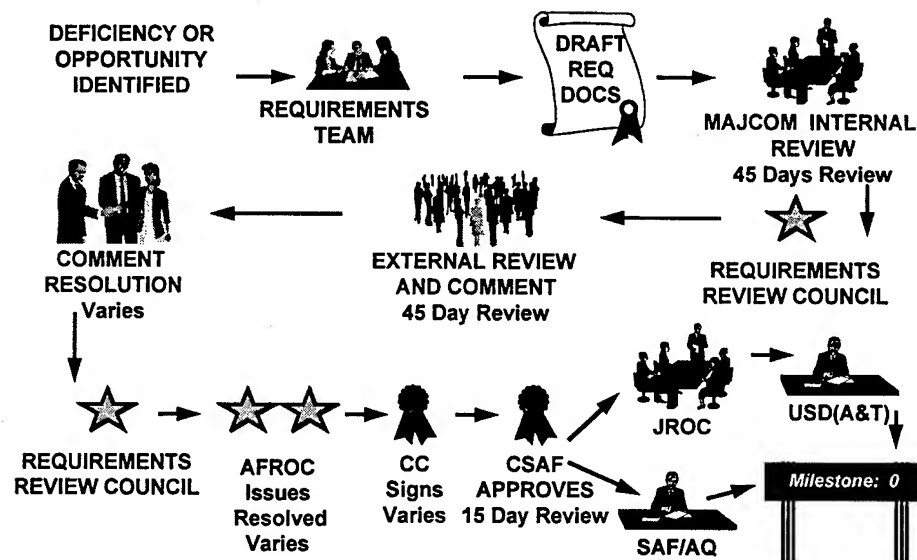 DEFICIENCY OR
OPPORTUNITY
IDENTIFIED
REQUIREMENTS
TEAM
DRAFT
REQ
DOCS
MAJCOM INTERNAL
REVIEW
45 Days Review
REQUIREMENTS
REVIEW COUNCIL
EXTERNAL REVIEW
AND COMMENT
45 Day Review
COMMENT
RESOLUTION
Varies
REQUIREMENTS
REVIEW COUNCIL
AFROC
Issues
Resolved
Varies
CC
Signs
Varies
CSAF
APPROVES
15 Day Review
JROC
USD(A&T)
SAF/AQ
Milestone: 0